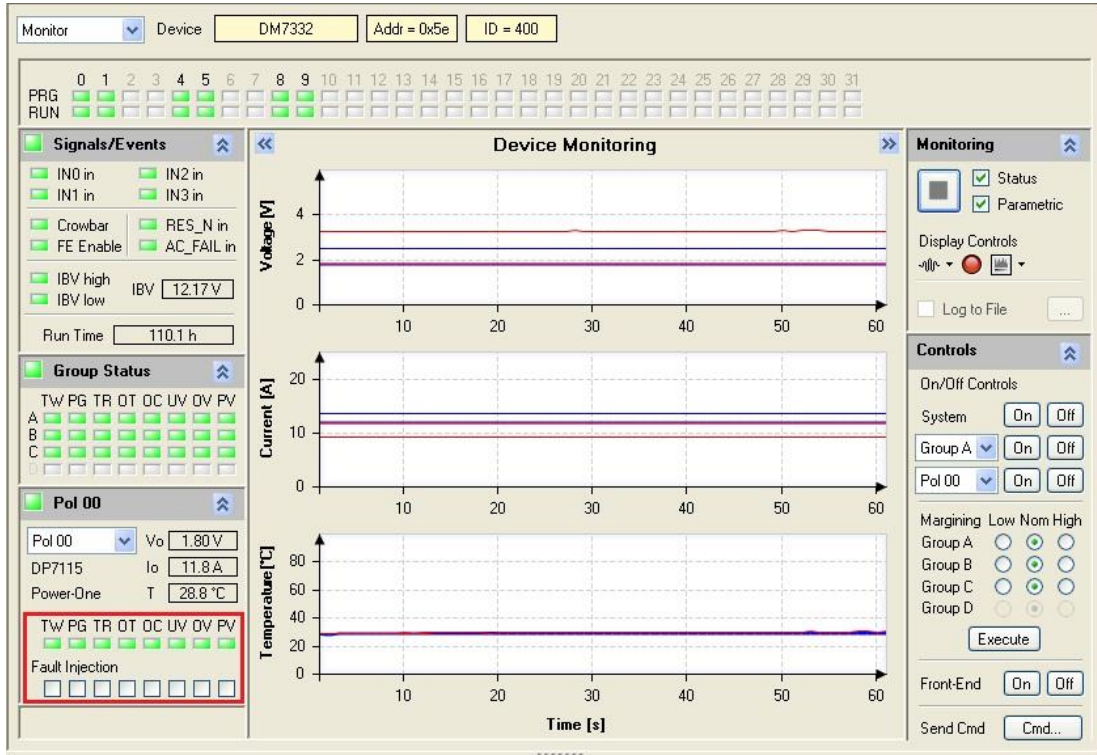 Monitor Device DM7332 Addr = 0x5e ID = 400
0 1 2 3 4 5 6 7 8 9 10 11 12 13 14 15 16 17 18 19 20 21 22 23 24 25 26 27 28 29 30 31
PRG
RUN
Signals/Events
IN0 in IN2 in
IN1 in IN3 in
Crowbar RES_N in
FE Enable AC_FAIL in
IBV high
IBV low
IBV 12.17 V
Run Time 110.1 h
Group Status
TW PG TR OT OC UV OV PV
A
B
C
D
Pol 00
Pol 00 Vo 1.80 V
DP7115 Io 11.8 A
Power-One T 28.8 °C
TW PG TR OT OC UV OV PV
Fault Injection
Device Monitoring
Voltage [V]
4
2
0
10 20 30 40 50 60
Current [A]
20
10
0
10 20 30 40 50 60
Temperature[°C]
80
60
40
20
0
10 20 30 40 50 60
Time [s]
Monitoring
Status
Parametric
Display Controls
Log to File ...
Controls
On/Off Controls
System On Off
Group A On Off
Pol 00 On Off
Margining Low Nom High
Group A
Group B
Group C
Group D
Execute
Front-End On Off
Send Cmd Cmd...